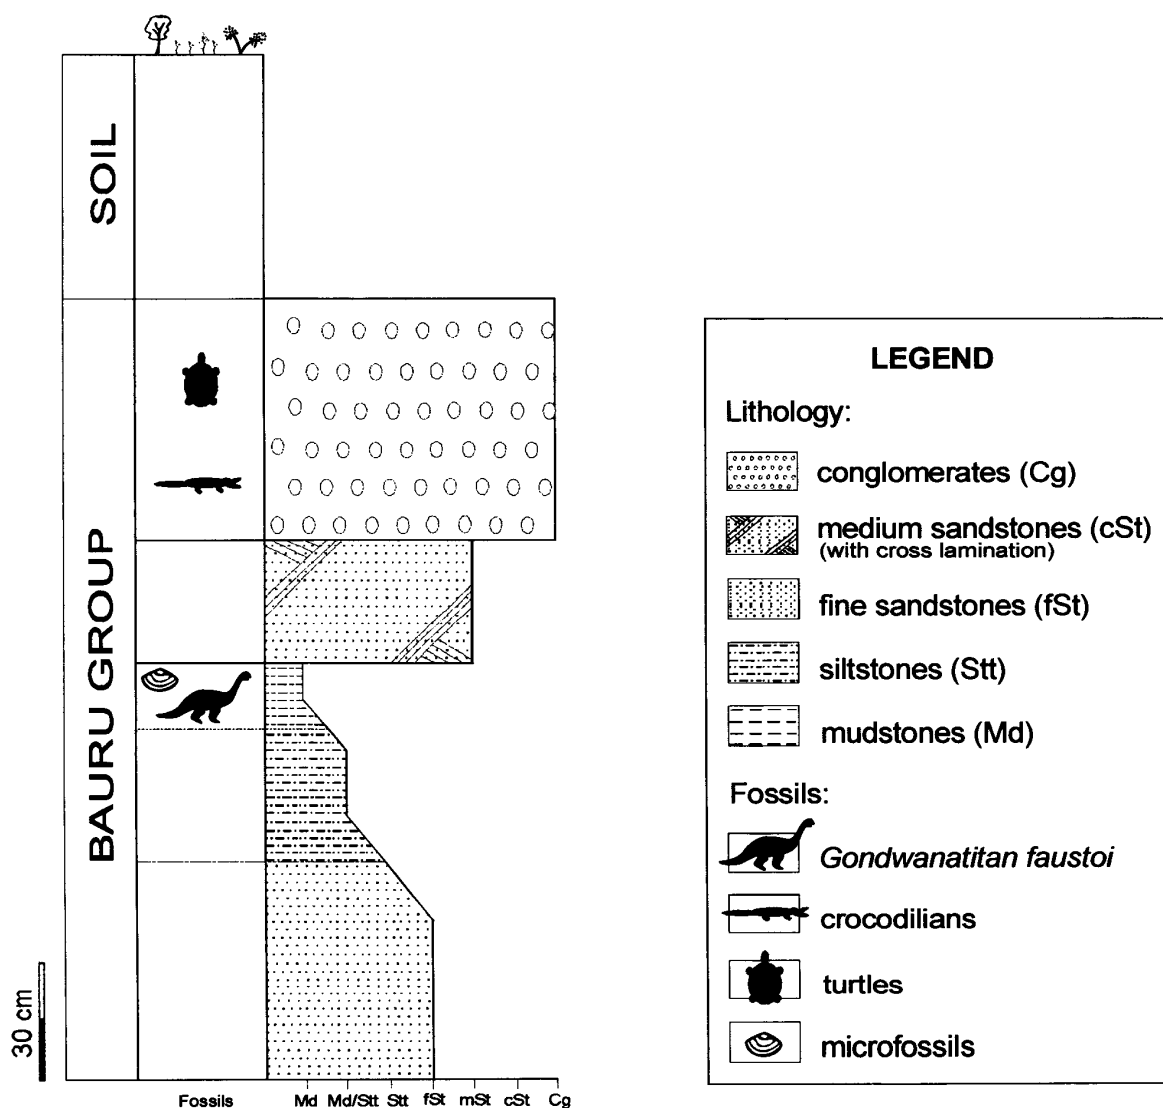 SOIL
BAURU GROUP
30 cm
Fossils
Md Md/Stt Stt fSt mSt cSt Cg
LEGEND
Lithology:
conglomerates (Cg)
medium sandstones (cSt)
(with cross lamination)
fine sandstones (fSt)
siltstones (Stt)
mudstones (Md)
Fossils:
Gondwanatitan faustoi
crocodilians
turtles
microfossils